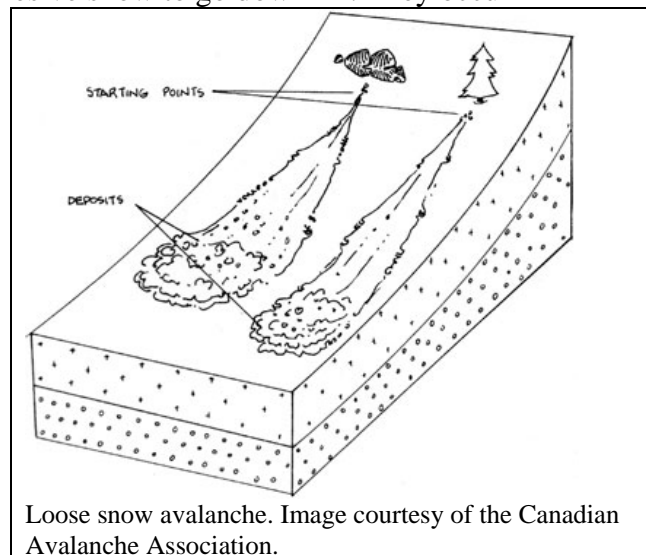 STARTING POINTS
DEPOSITS
Loose snow avalanche. Image courtesy of the Canadian
Avalanche Association.